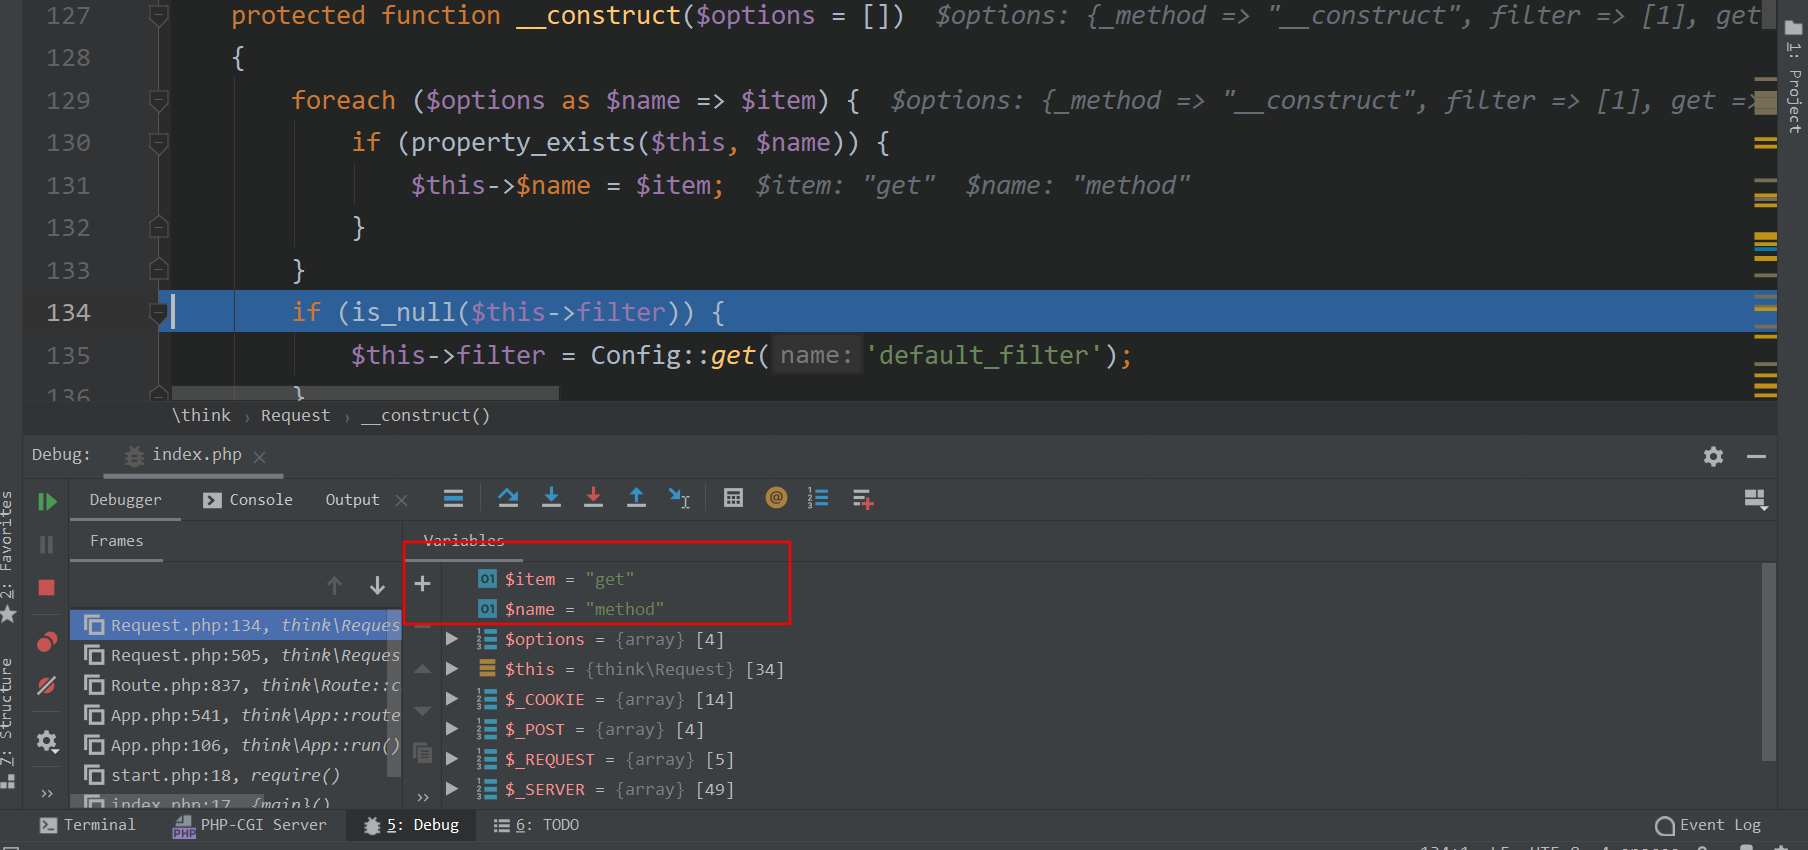 127 protected function __construct($options = []) $options: {_method => "__construct", filter => [1], get
128 {
129 foreach ($options as $name => $item) { $options: {_method => "__construct", filter => [1], get =>
130 if (property_exists($this, $name)) {
131 $this->$name = $item; $item: "get" $name: "method"
132 }
133 }
134 if (is_null($this->filter)) {
135 $this->filter = Config::get( name: 'default_filter');
136 }
1: Project
\think › Request › __construct()
Debug: index.php
Debugger Console Output
Frames Variables
2: Favorites
7: Structure
$item = "get"
$name = "method"
Request.php:134, think\Reques
$options = {array} [4]
Request.php:505, think\Reques
$this = {think\Request} [34]
Route.php:837, think\Route::c
$_COOKIE = {array} [14]
App.php:541, think\App::route
$_POST = {array} [4]
App.php:106, think\App::run()
$_REQUEST = {array} [5]
start.php:18, require()
$_SERVER = {array} [49]
index.php:17, {main}()
Terminal PHP-CGI Server 5: Debug 6: TODO Event Log